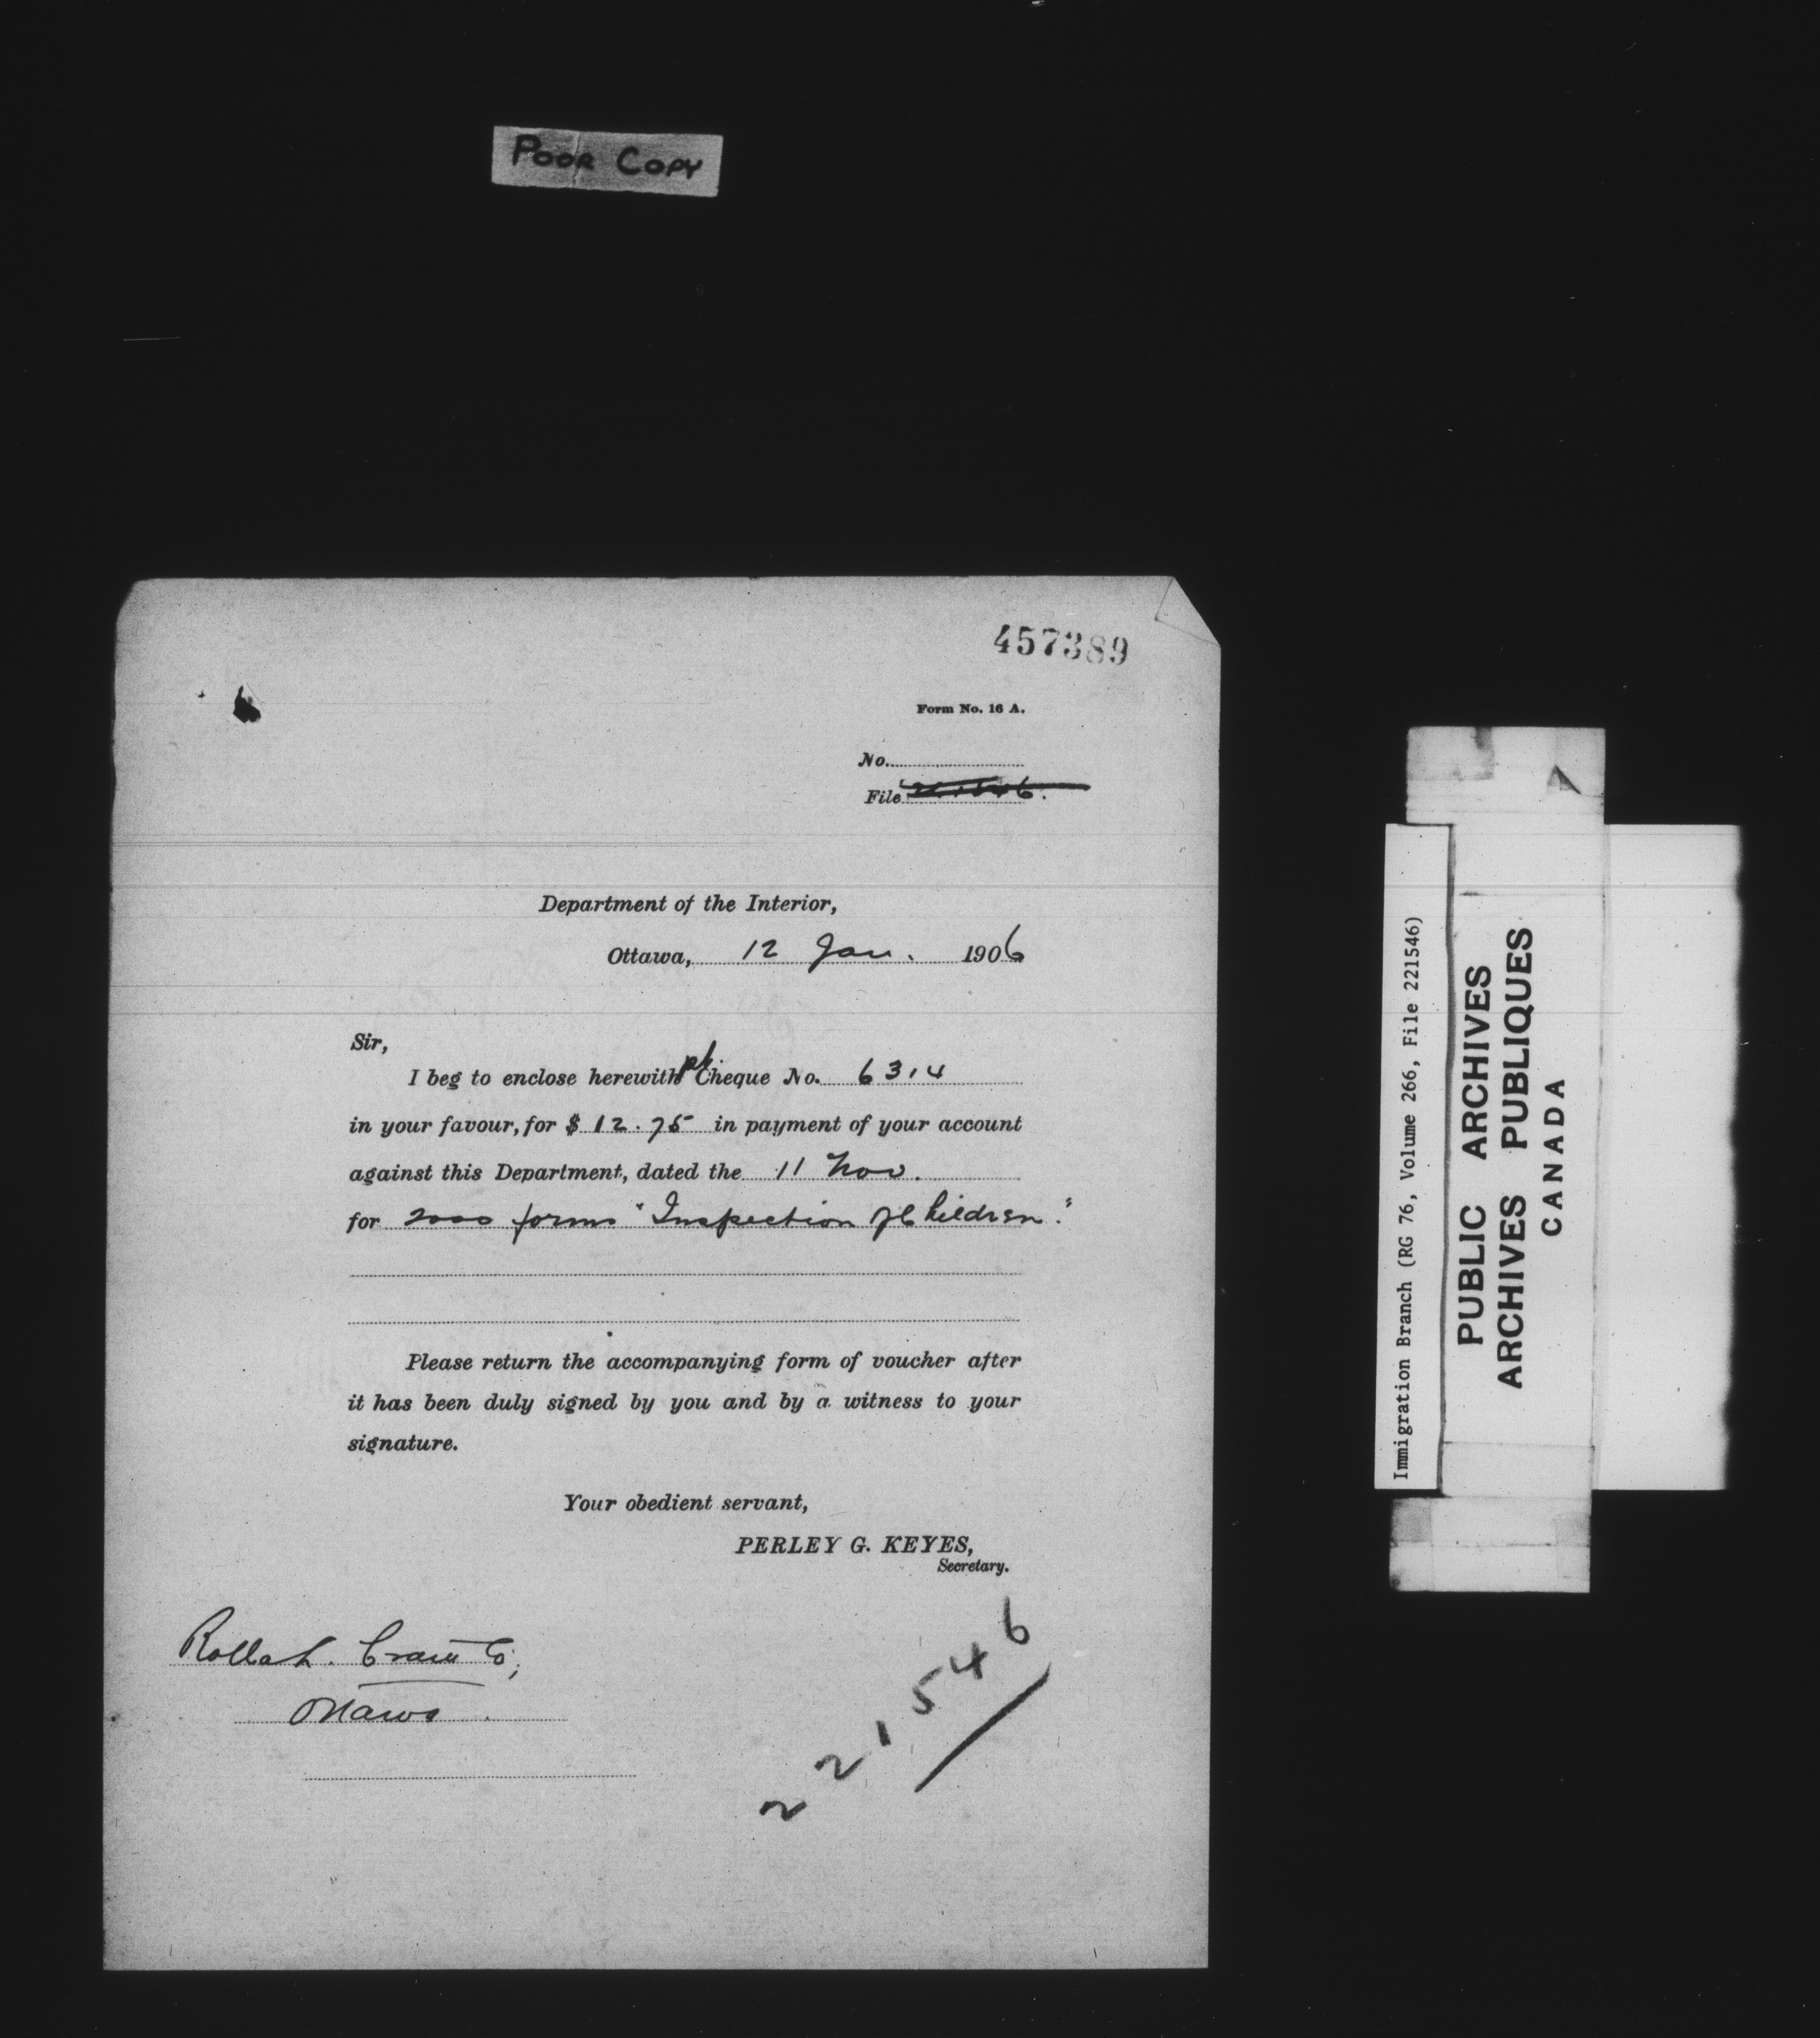 POOR COPY
457389
Form No. 16 A.
No.
File 221546.
Department of the Interior,
Ottawa, 12 Jan. 1906
Sir,
I beg to enclose herewith Cheque No. 6314
in your favour, for $ 12.75 in payment of your account
against this Department, dated the 11 Nov.
for 2000 forms "Inspection of Children."
Please return the accompanying form of voucher after
it has been duly signed by you and by a witness to your
signature.
Your obedient servant,
PERLEY G. KEYES,
Secretary.
Rolla L. Crain Co,
Ottawa.
221546
Immigration Branch (RG 76, Volume 266, File 221546)
PUBLIC ARCHIVES
ARCHIVES PUBLIQUES
CANADA